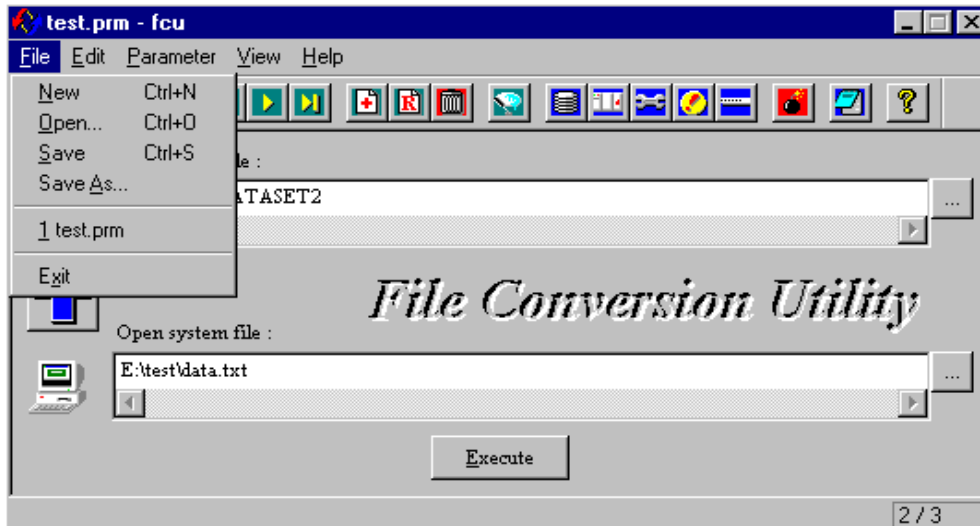 test.prm - fcu
File Edit Parameter View Help
New Ctrl+N
Open... Ctrl+O
Save Ctrl+S
Save As...
1 test.prm
Exit
le :
ATASET2
...
File Conversion Utility
Open system file :
E:\test\data.txt
...
Execute
2 / 3